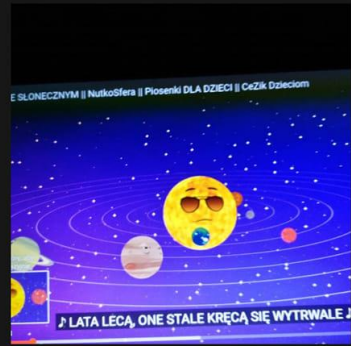 E SŁONECZNYM || NutkoSfera || Piosenki DLA DZIECI || CeZik Dzieciom
♪ LATA LECĄ, ONE STALE KRĘCĄ SIĘ WYTRWALE ♪